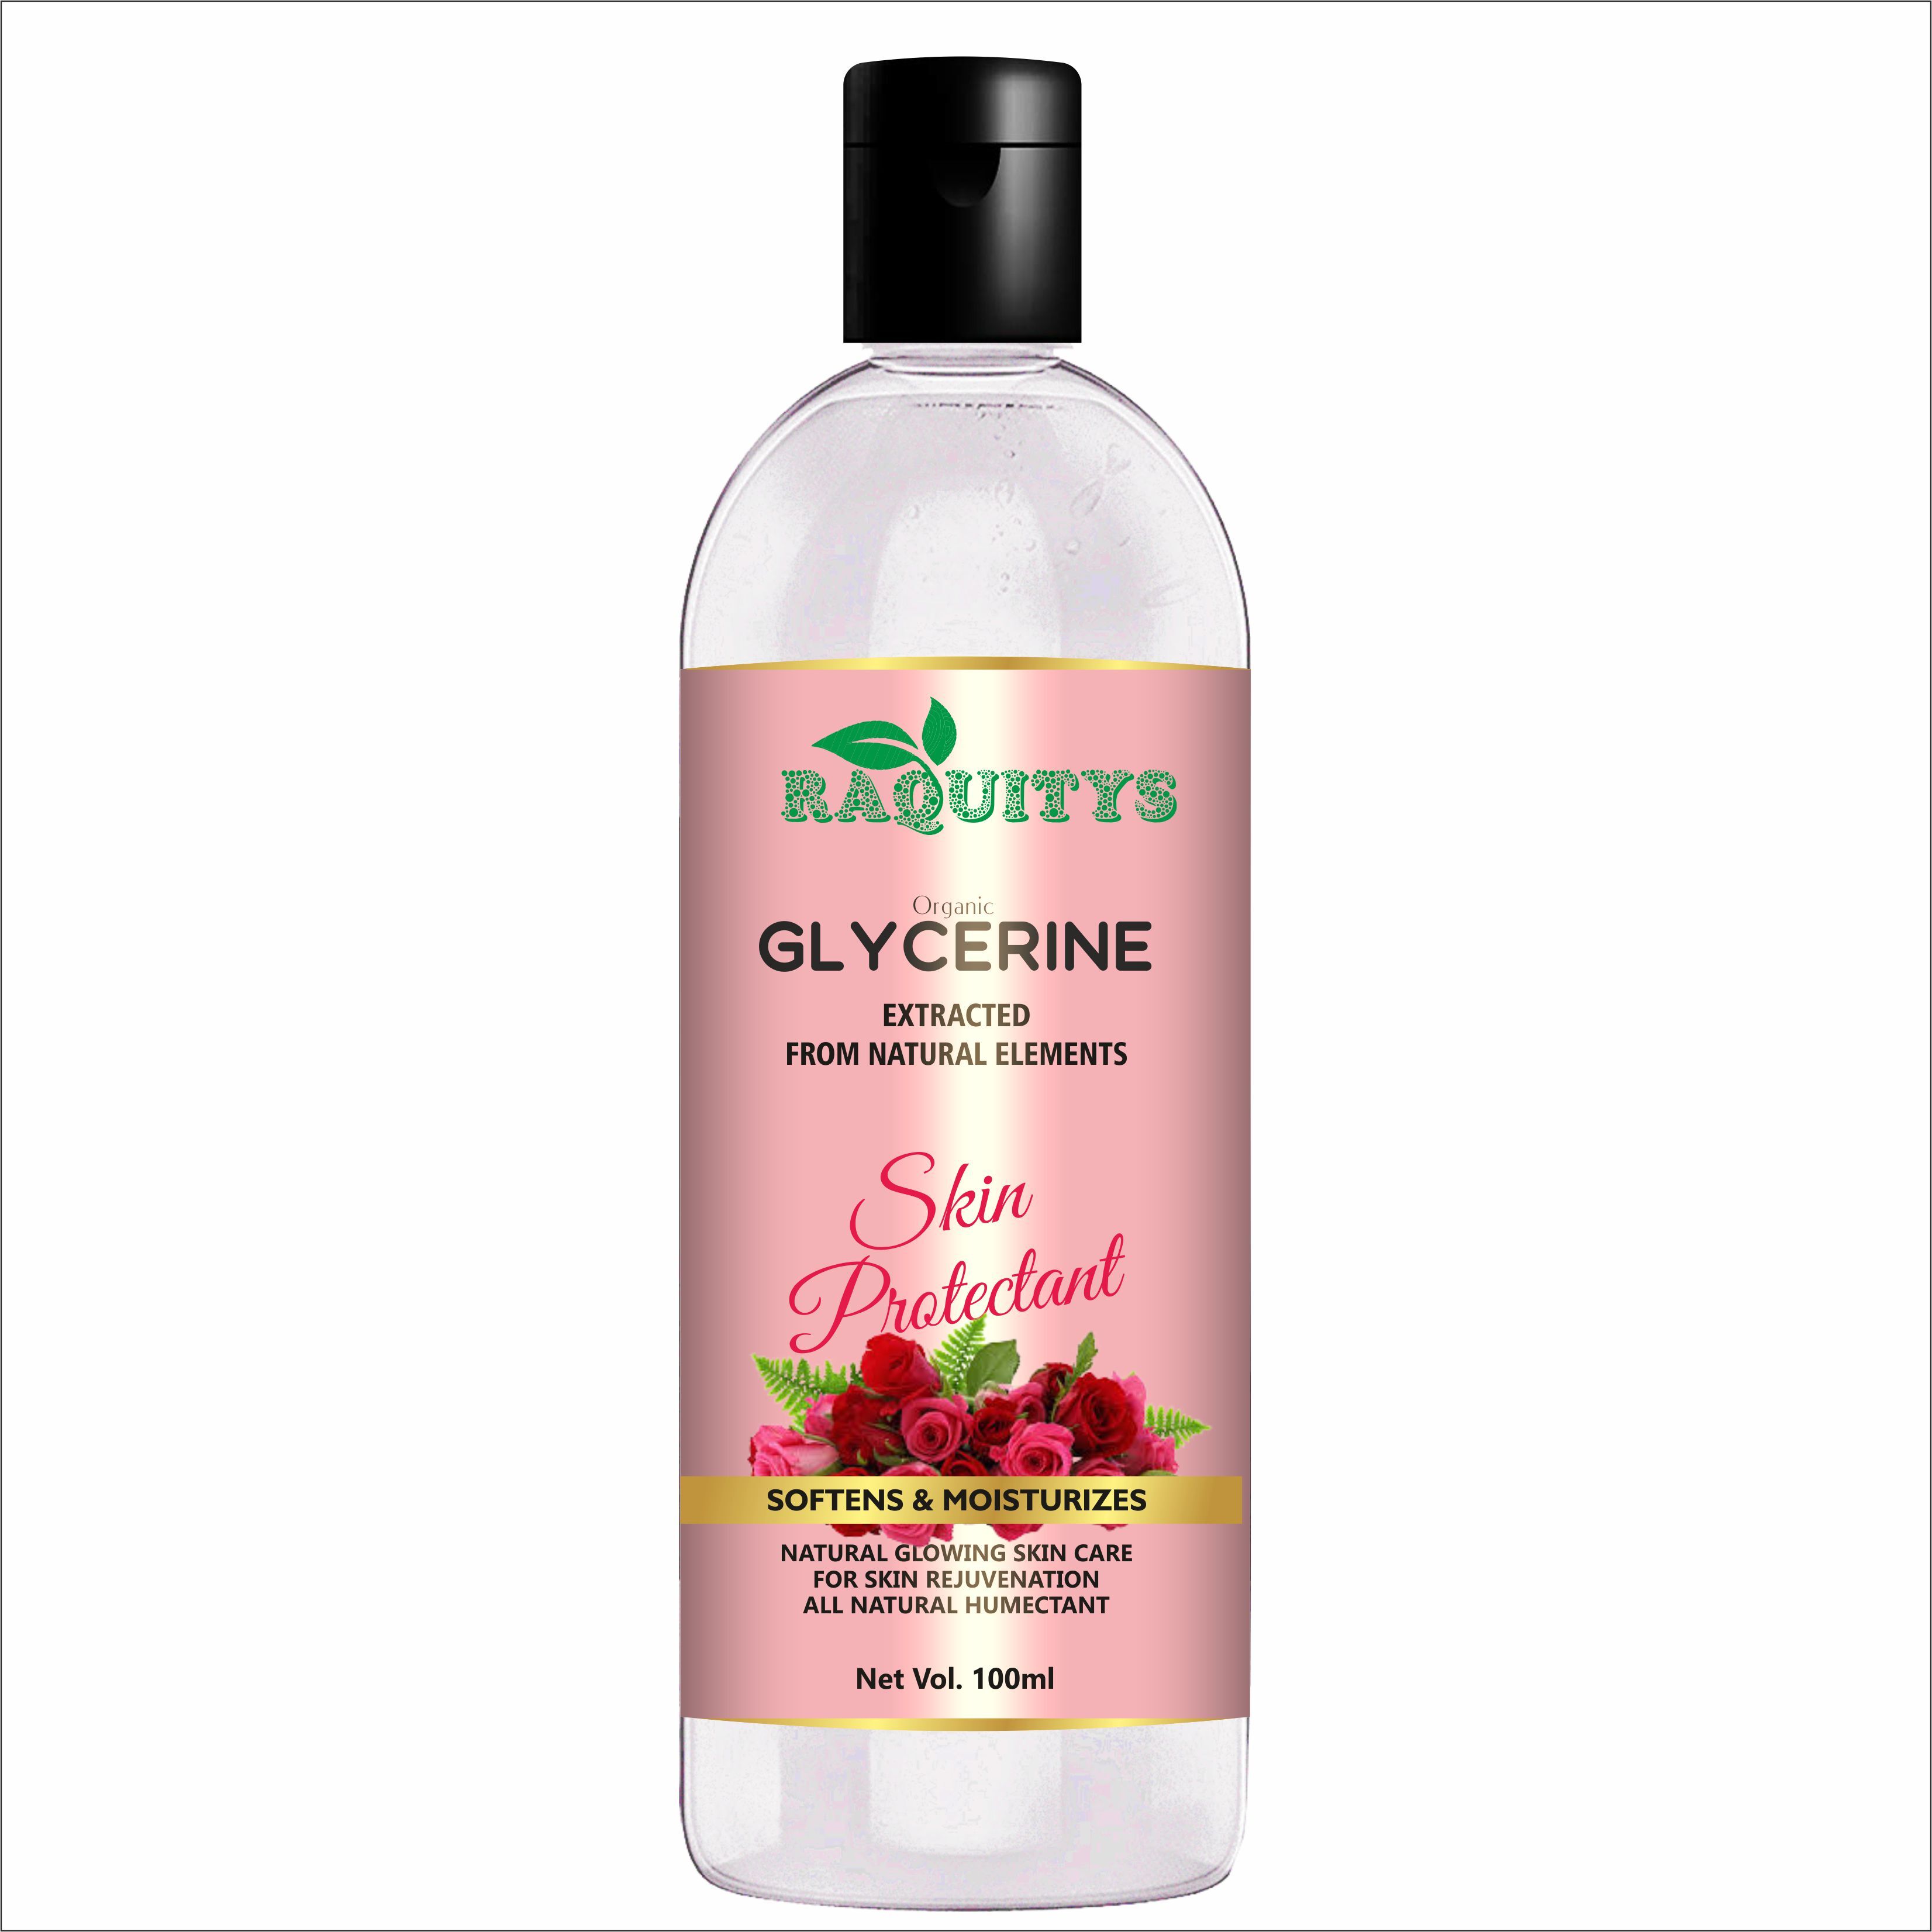 RAQUITYS
Organic
GLYCERINE
EXTRACTED
FROM NATURAL ELEMENTS
Skin
Protectant
SOFTENS & MOISTURIZES
NATURAL GLOWING SKIN CARE
FOR SKIN REJUVENATION
ALL NATURAL HUMECTANT
Net Vol. 100ml